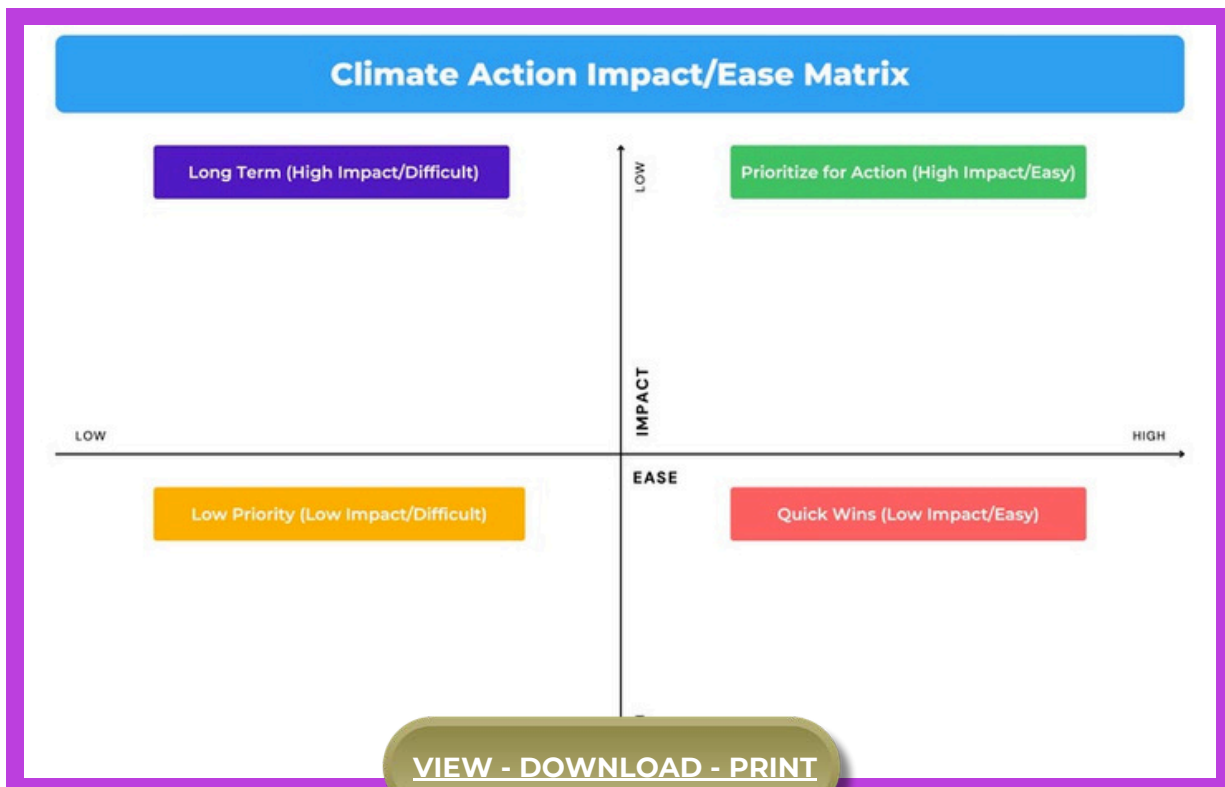 Climate Action Impact/Ease Matrix
Long Term (High Impact/Difficult)
LOW
Prioritize for Action (High Impact/Easy)
IMPACT
LOW
HIGH
EASE
Low Priority (Low Impact/Difficult)
Quick Wins (Low Impact/Easy)
VIEW - DOWNLOAD - PRINT